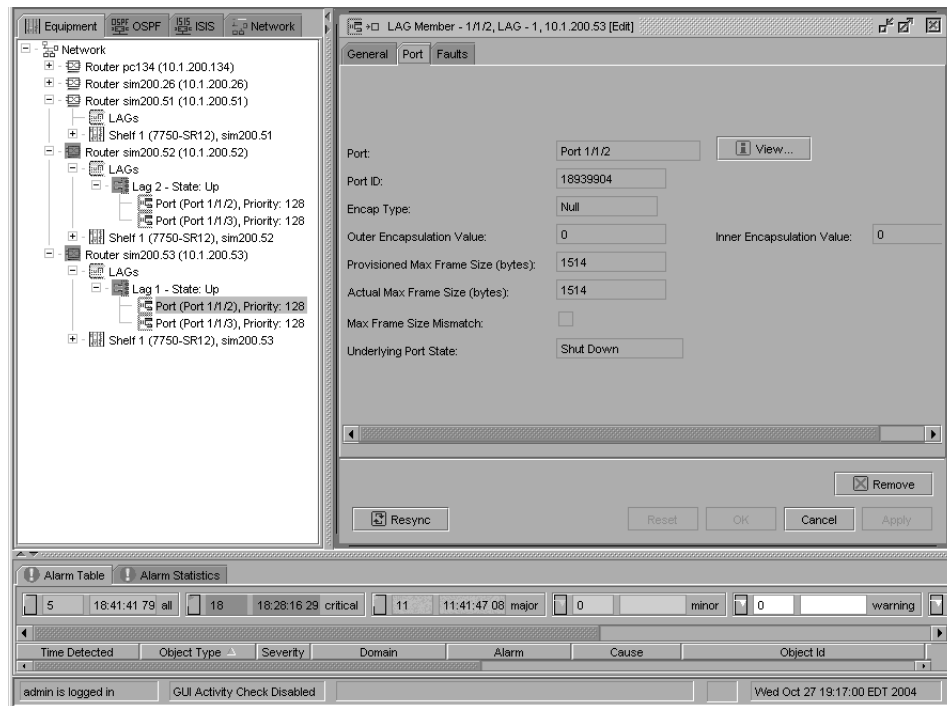 Equipment OSPF ISIS Network
Network
Router pc134 (10.1.200.134)
Router sim200.26 (10.1.200.26)
Router sim200.51 (10.1.200.51)
LAGs
Shelf 1 (7750-SR12), sim200.51
Router sim200.52 (10.1.200.52)
LAGs
Lag 2 - State: Up
Port (Port 1/1/2), Priority: 128
Port (Port 1/1/3), Priority: 128
Shelf 1 (7750-SR12), sim200.52
Router sim200.53 (10.1.200.53)
LAGs
Lag 1 - State: Up
Port (Port 1/1/2), Priority: 128
Port (Port 1/1/3), Priority: 128
Shelf 1 (7750-SR12), sim200.53
LAG Member - 1/1/2, LAG - 1, 10.1.200.53 [Edit]
General Port Faults
Port: Port 1/1/2 View...
Port ID: 18939904
Encap Type: Null
Outer Encapsulation Value: 0 Inner Encapsulation Value: 0
Provisioned Max Frame Size (bytes): 1514
Actual Max Frame Size (bytes): 1514
Max Frame Size Mismatch:
Underlying Port State: Shut Down
Remove
Resync Reset OK Cancel Apply
Alarm Table Alarm Statistics
5 18:41:41 79 all 18 18:28:16 29 critical 11 11:41:47 08 major 0 minor 0 warning
Time Detected Object Type Severity Domain Alarm Cause Object Id
admin is logged in GUI Activity Check Disabled Wed Oct 27 19:17:00 EDT 2004